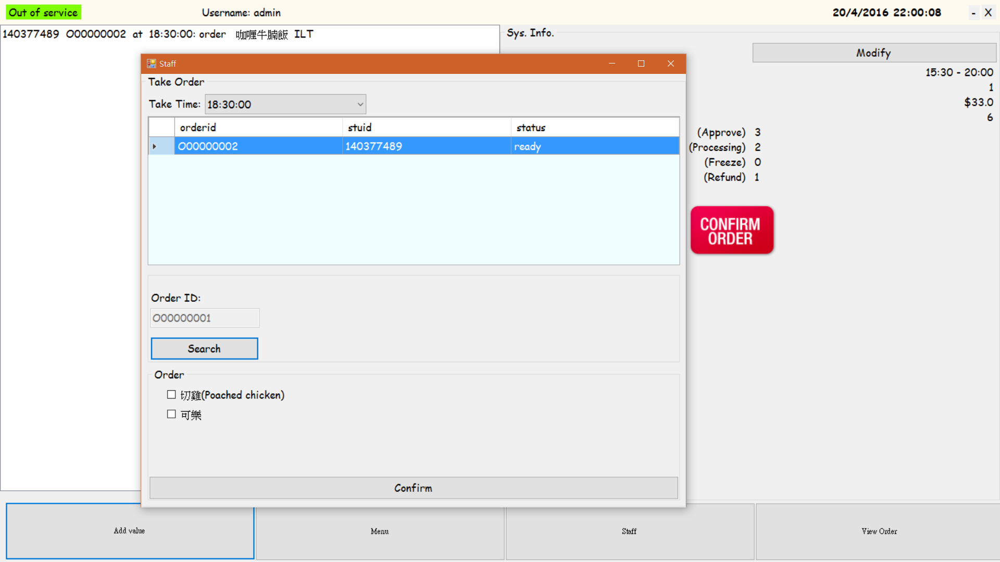 Out of service
Username: admin
20/4/2016 22:00:08
- X
140377489 O00000002 at 18:30:00: order 咖喱牛腩飯 ILT
Sys. Info.
Modify
15:30 - 20:00
1
$33.0
6
(Approve) 3
(Processing) 2
(Freeze) 0
(Refund) 1
CONFIRM
ORDER
Staff
Take Order
Take Time: 18:30:00
orderid stuid status
O00000002 140377489 ready
Order ID:
O00000001
Search
Order
切雞(Poached chicken)
可樂
Confirm
Add value
Menu
Staff
View Order